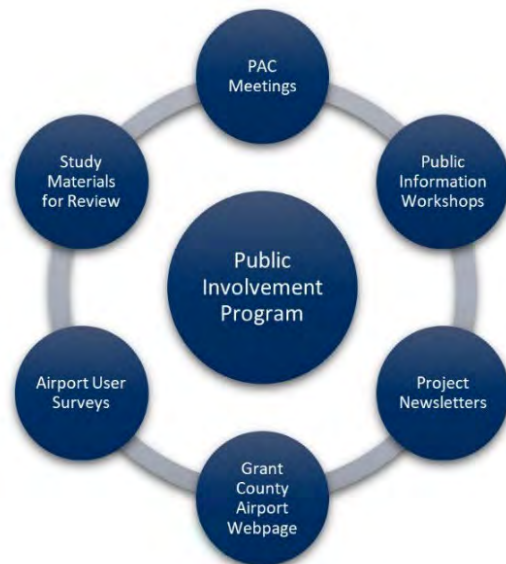 PAC
Meetings
Study
Materials
for Review
Public
Information
Workshops
Public
Involvement
Program
Airport User
Surveys
Project
Newsletters
Grant
County
Airport
Webpage